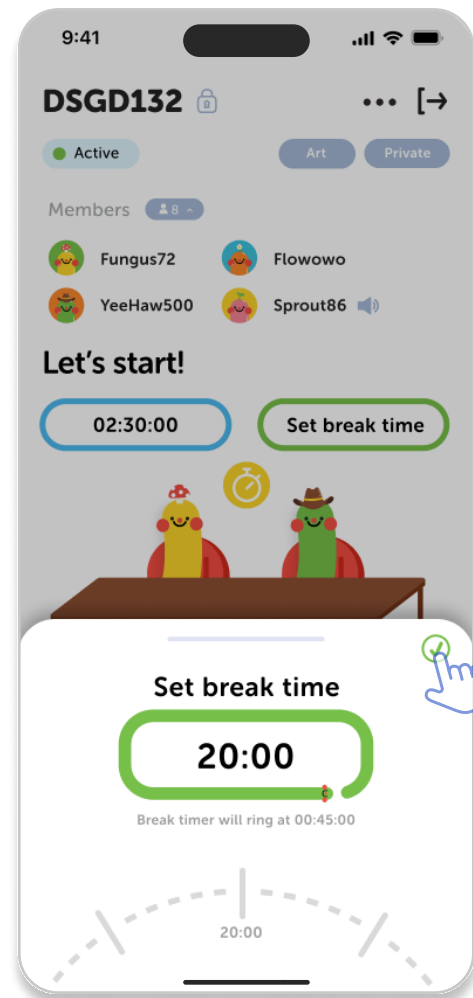 9:41
DSGD132
Active
Art
Private
Members
8
Fungus72
Flowowo
YeeHaw500
Sprout86
Let's start!
02:30:00
Set break time
Set break time
20:00
Break timer will ring at 00:45:00
20:00